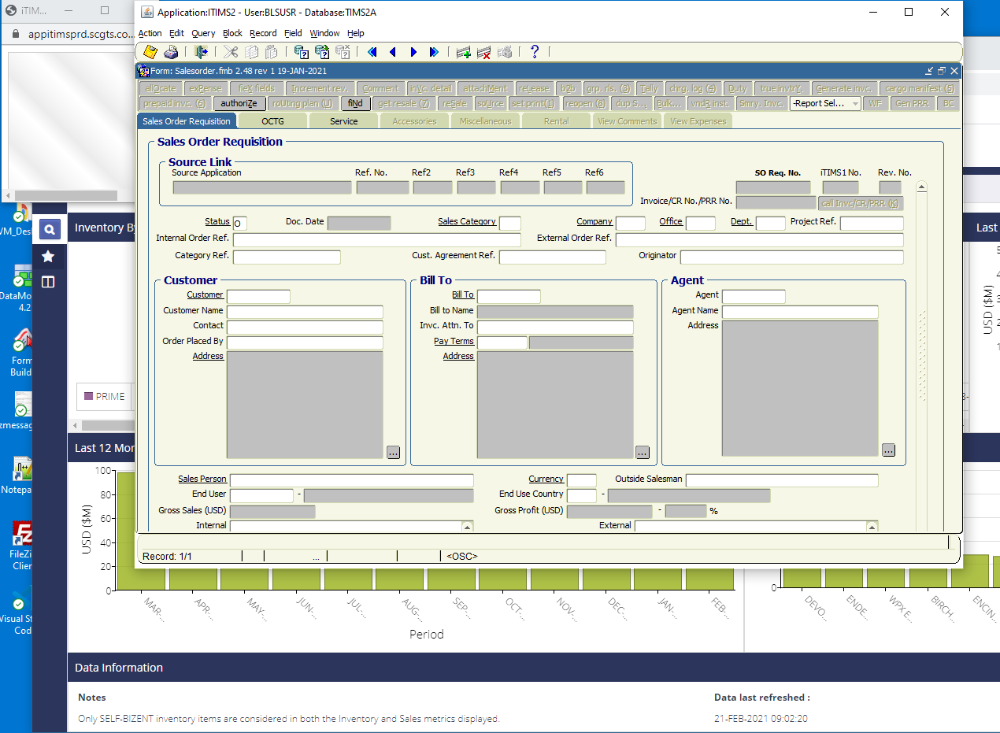 iTIM...
appitimsprd.scgts.co...
Application:ITIMS2 - User:BLSUSR - Database:TIMS2A
Action Edit Query Block Record Field Window Help
Form: Salesorder.fmb 2.48 rev 1 19-JAN-2021
allOcate exPense fleX fields Increment rev. Comment inVc. detail attachMent reLease b2b grp. rls. (3) Tally chrg. log (4) Duty true invtrY. Generate invc. cargo manifest (5)
prepaid invc. (6) authoriZe roUting plan (U) fiNd get resale (7) reSale soUrce set print(1) reopen (8) dup S... Bulk... vndR inst. Smry. Invc. -Report Sel... WF Gen PRR BC
Sales Order Requisition OCTG Service Accessories Miscellaneous Rental View Comments View Expenses
Sales Order Requisition
Source Link
Source Application Ref. No. Ref2 Ref3 Ref4 Ref5 Ref6 SO Req. No. iTIMS1 No. Rev. No.
Invoice/CR No./PRR No. call Invc/CR/PRR (K)
Status O Doc. Date Sales Category Company Office Dept. Project Ref.
Internal Order Ref. External Order Ref.
Category Ref. Cust. Agreement Ref. Originator
Customer Bill To Agent
Customer Bill To Agent
Customer Name Bill to Name Agent Name
Contact Invc. Attn. To Address
Order Placed By Pay Terms
Address Address
... ... ...
Sales Person Currency Outside Salesman
End User - End Use Country -
Gross Sales (USD) Gross Profit (USD) - %
Internal External
Record: 1/1 ... <OSC>
VM_Des
DataMo
4.2
Form
Build
zmessag
Notepa
FileZi
Clien
Visual St
Cod
Inventory By
PRIME
Last
USD ($M)
Last 12 Mon
USD ($M)
100
80
60
40
20
0
MAR-... APR-... MAY-... JUN-... JUL-... AUG-... SEP-... OCT-... NOV-... DEC-... JAN-... FEB-...
Period
0
DEVO... ENDE... WPX E... BIRCH... ENCIN...
Data Information
Notes Data last refreshed :
Only SELF-BIZENT inventory items are considered in both the Inventory and Sales metrics displayed. 21-FEB-2021 09:02:20